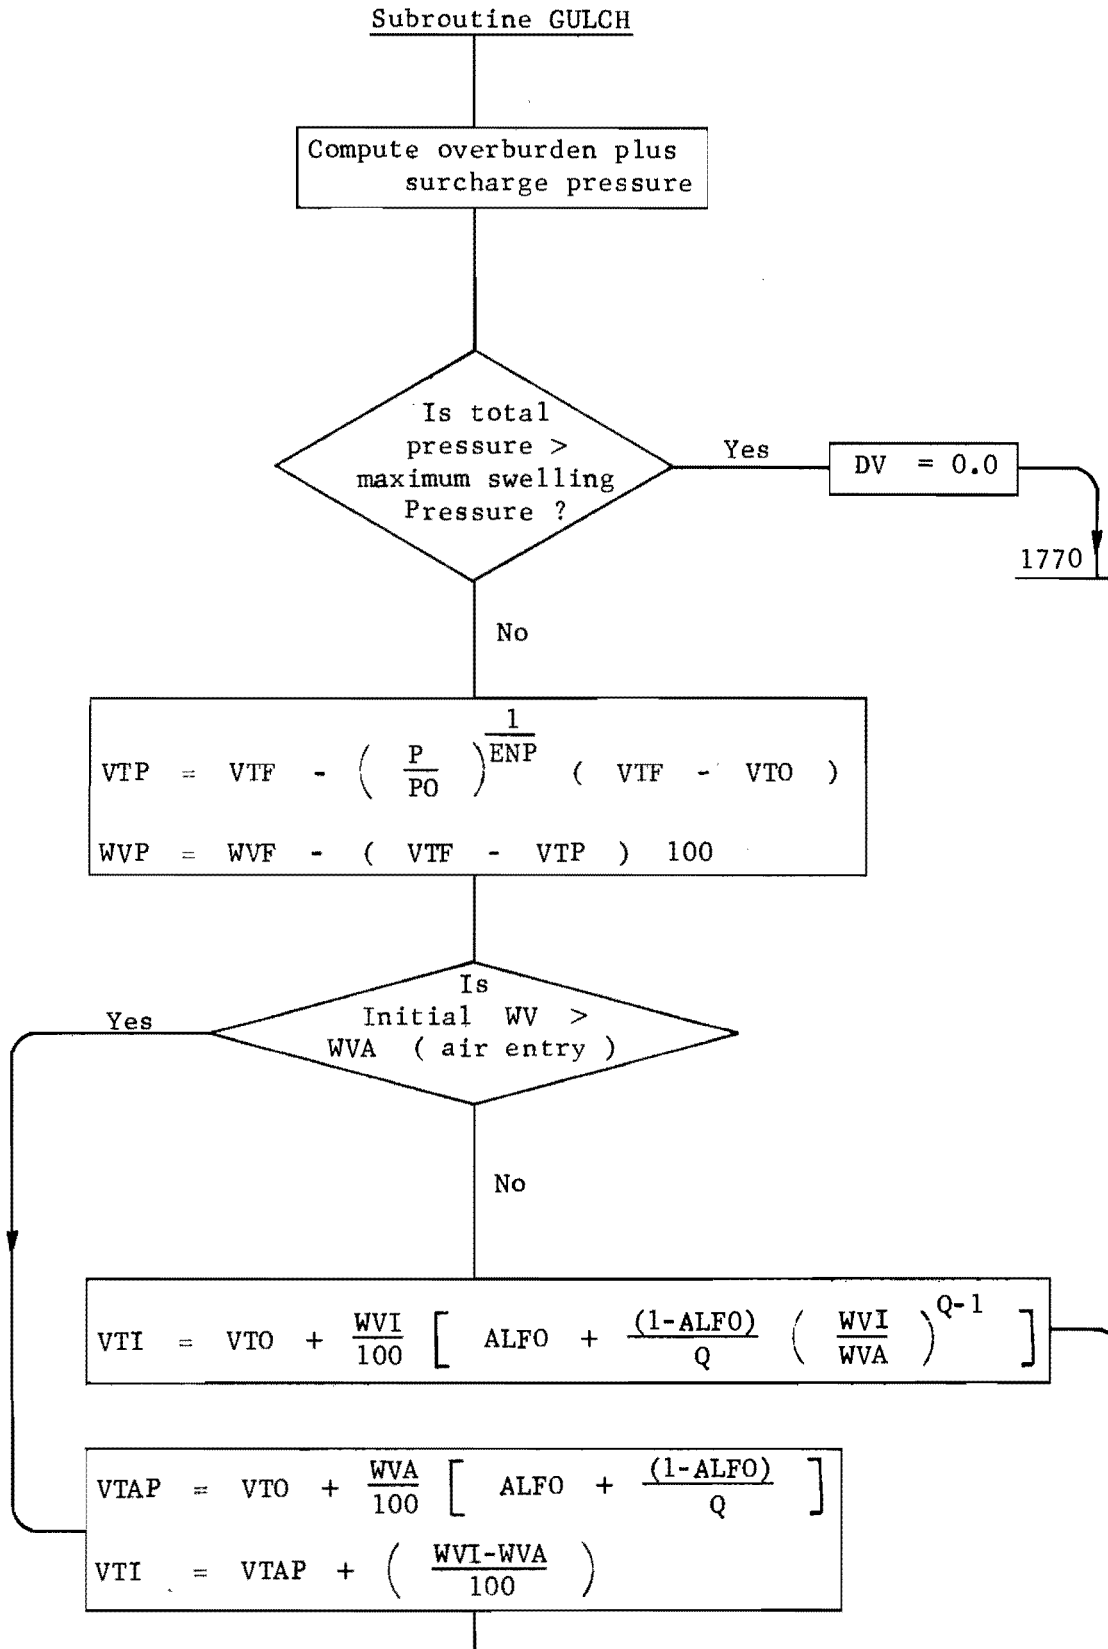 Subroutine GULCH
Compute overburden plus
surcharge pressure
Is total
pressure >
maximum swelling
Pressure ?
Yes
DV = 0.0
1770
No
VTP = VTF - ( P/PO )^(1/ENP) ( VTF - VTO )
WVP = WVF - ( VTF - VTP ) 100
Is
Initial WV >
WVA ( air entry )
Yes
No
VTI = VTO + WVI/100 [ ALFO + (1-ALFO)/Q ( WVI/WVA )^Q-1 ]
VTAP = VTO + WVA/100 [ ALFO + (1-ALFO)/Q ]
VTI = VTAP + ( WVI-WVA/100 )